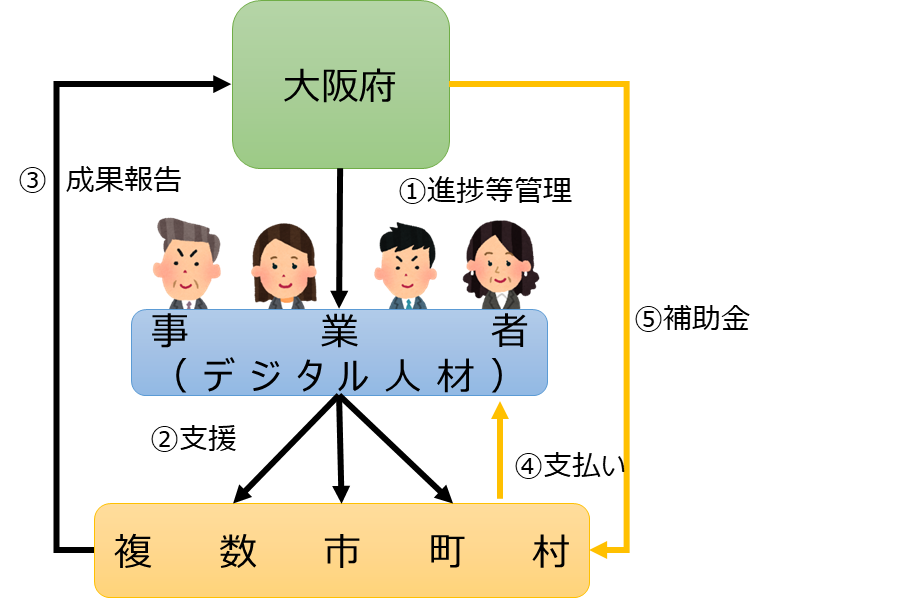 大阪府
③ 成果報告
①進捗等管理
事業者
（デジタル人材）
⑤補助金
②支援
④支払い
複数市町村